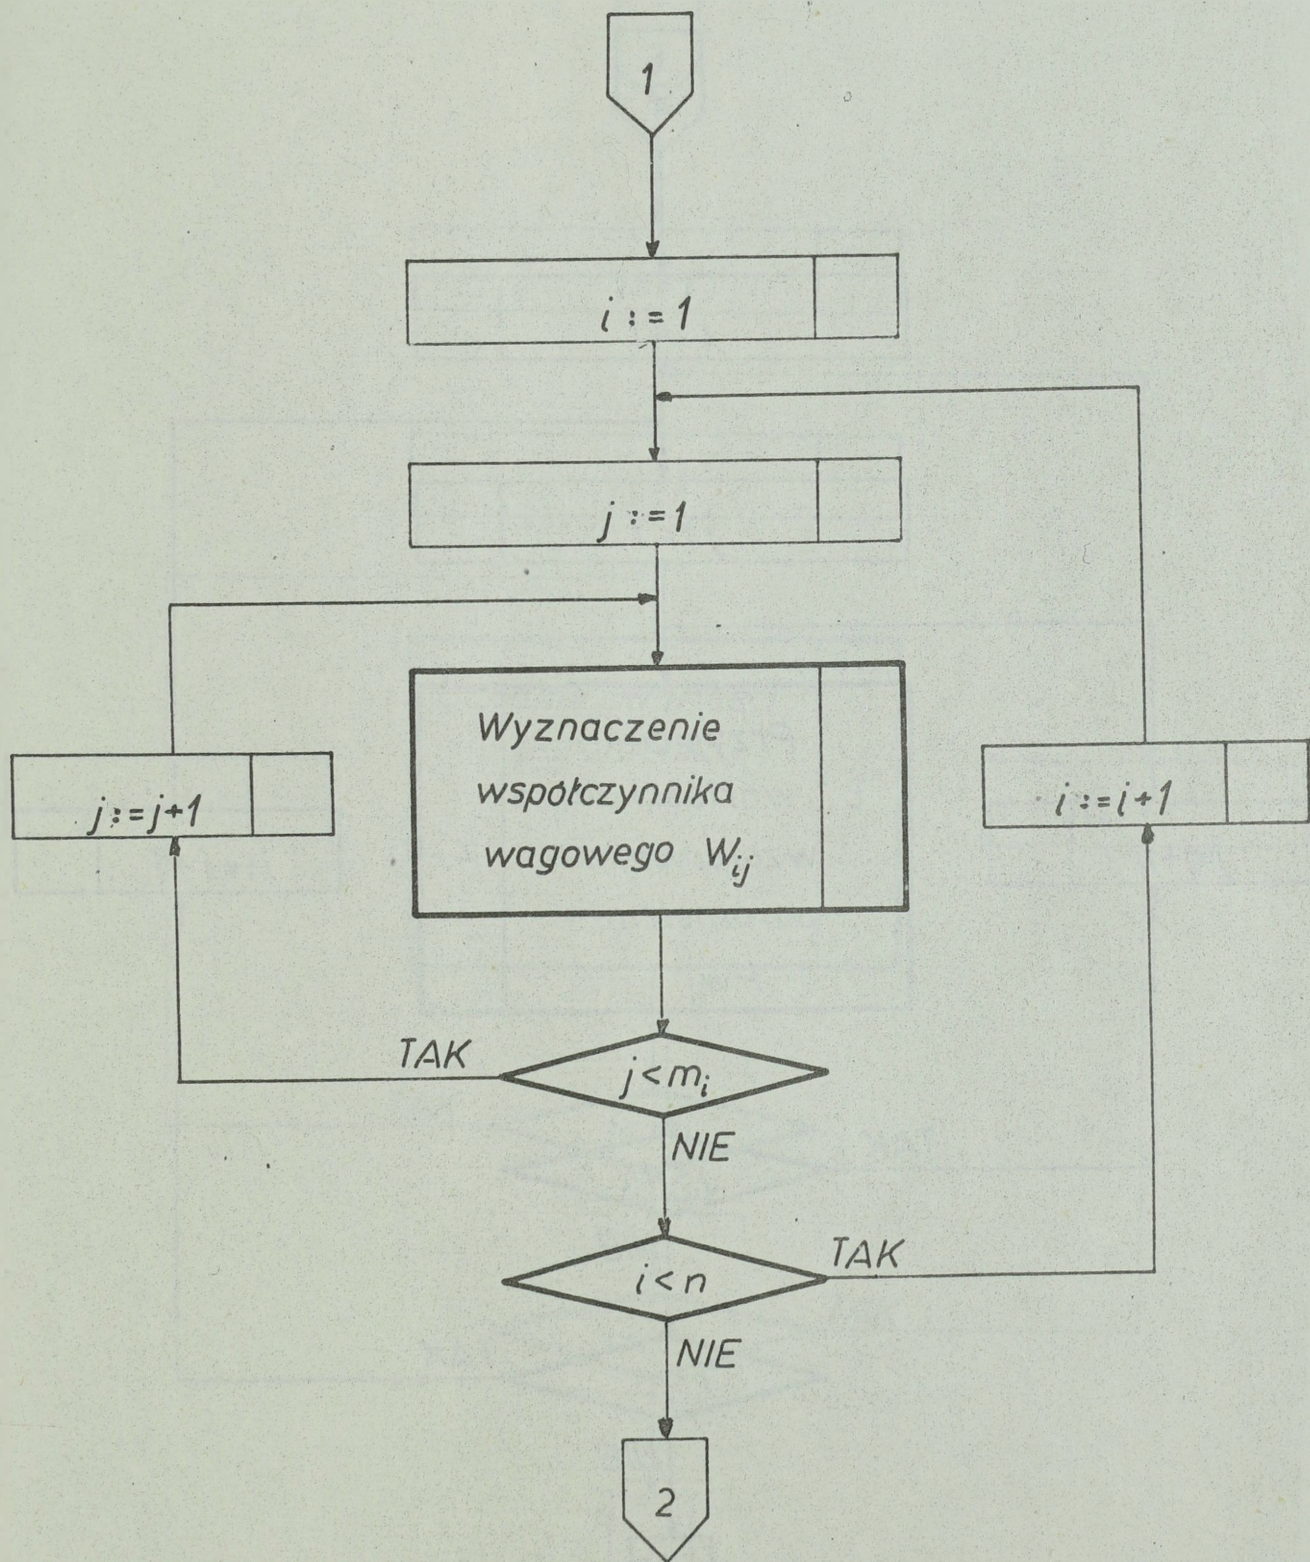 1
i := 1
j := 1
Wyznaczenie
współczynnika
wagowego W_ij
j := j+1
i := i+1
TAK
j < m_i
NIE
i < n
TAK
NIE
2